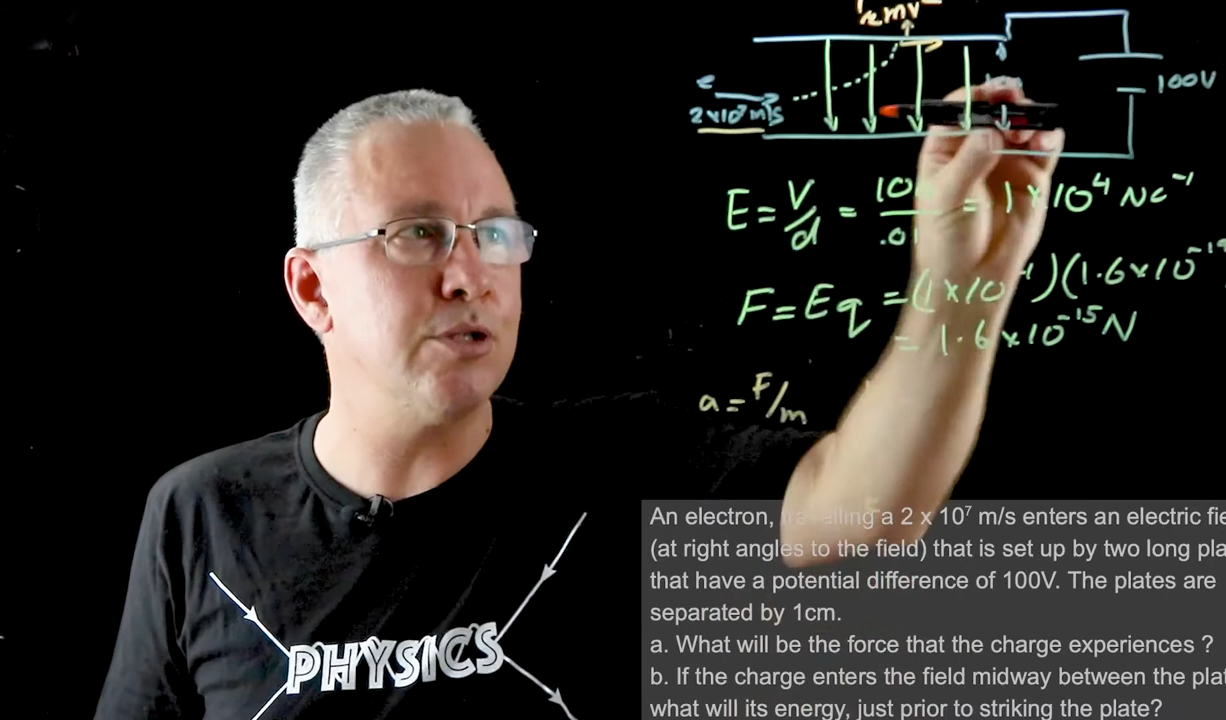 ½mv²
e
2×10⁷ m/s
100V
E = V/d = 100/.01 = 1 × 10⁴ NC⁻¹
F = Eq = (1×10⁴)(1.6×10⁻¹⁹
= 1.6×10⁻¹⁵ N
a = F/m
PHYSICS
An electron, travelling a 2 x 10⁷ m/s enters an electric fie
(at right angles to the field) that is set up by two long pla
that have a potential difference of 100V. The plates are
separated by 1cm.
a. What will be the force that the charge experiences ?
b. If the charge enters the field midway between the pla
what will its energy, just prior to striking the plate?